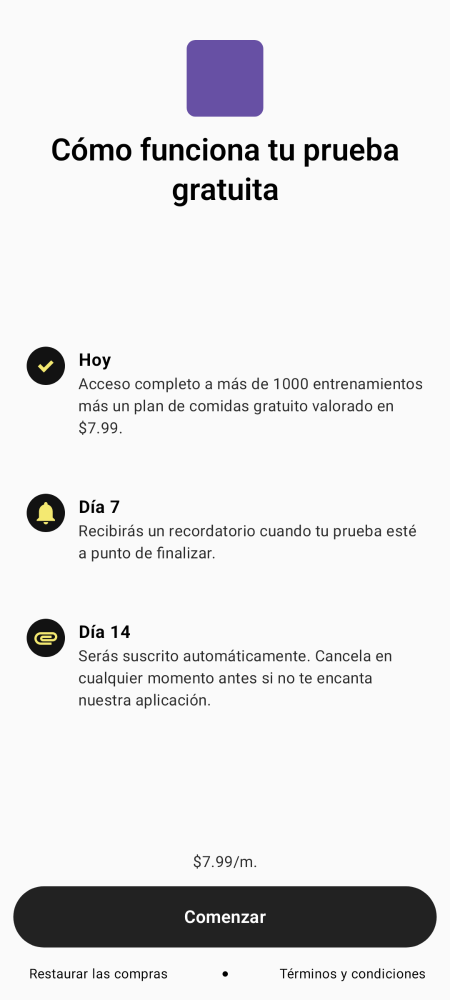 Cómo funciona tu prueba
gratuita
Hoy
Acceso completo a más de 1000 entrenamientos
más un plan de comidas gratuito valorado en
$7.99.
Día 7
Recibirás un recordatorio cuando tu prueba esté
a punto de finalizar.
Día 14
Serás suscrito automáticamente. Cancela en
cualquier momento antes si no te encanta
nuestra aplicación.
$7.99/m.
Comenzar
Restaurar las compras • Términos y condiciones